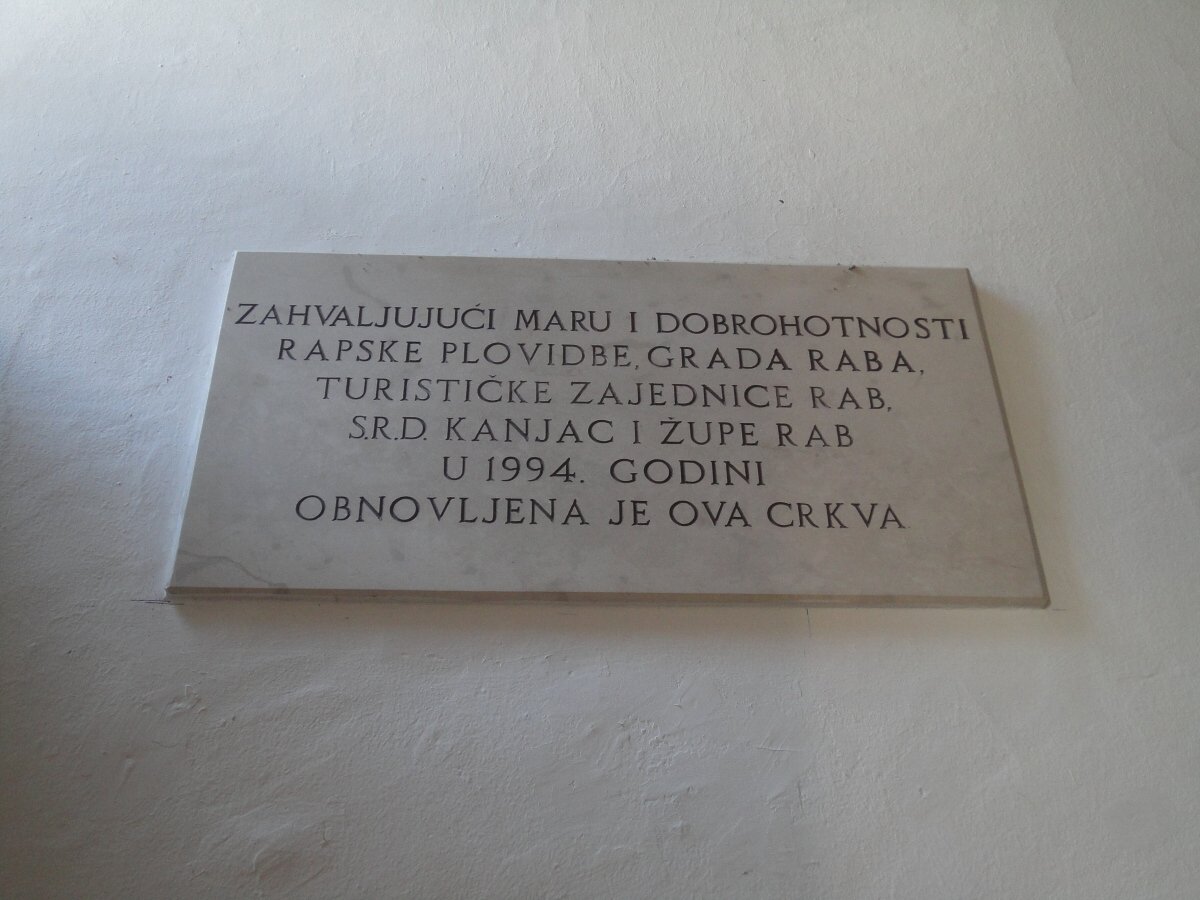 ZAHVALJUJUĆI MARU I DOBROHOTNOSTI
RAPSKE PLOVIDBE, GRADA RABA,
TURISTIČKE ZAJEDNICE RAB,
S.R.D. KANJAC I ŽUPE RAB
U 1994. GODINI
OBNOVLJENA JE OVA CRKVA